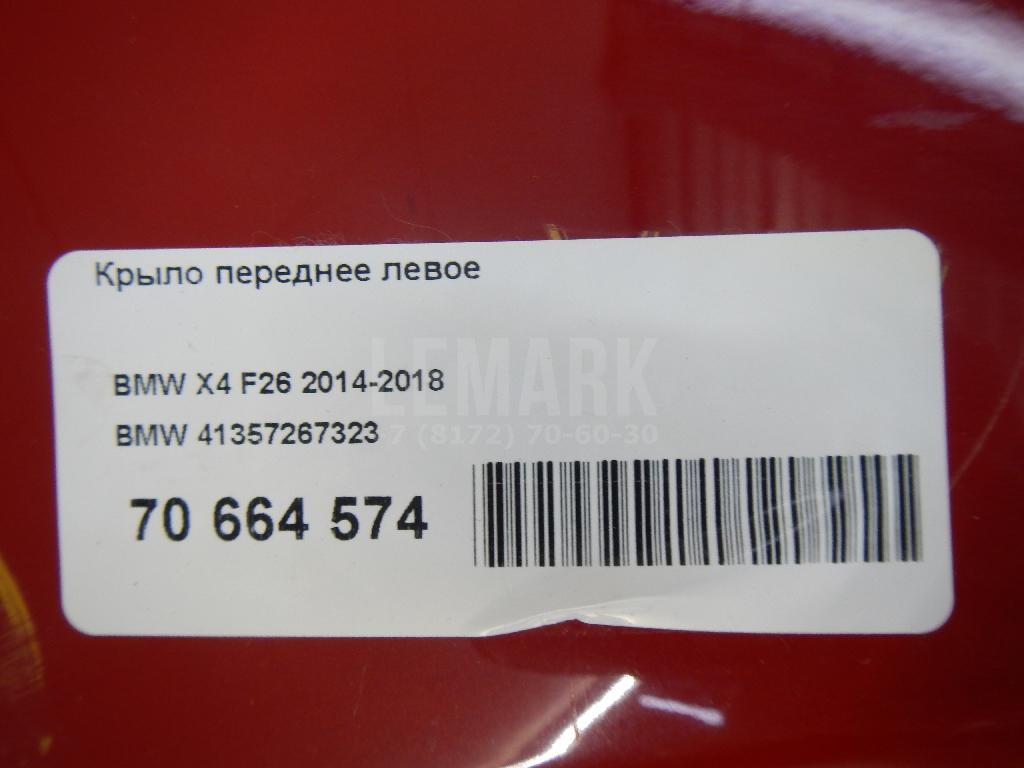 Крыло переднее левое
LEMARK
BMW X4 F26 2014-2018
BMW 41357267323
+7 (8172) 70-60-30
70 664 574